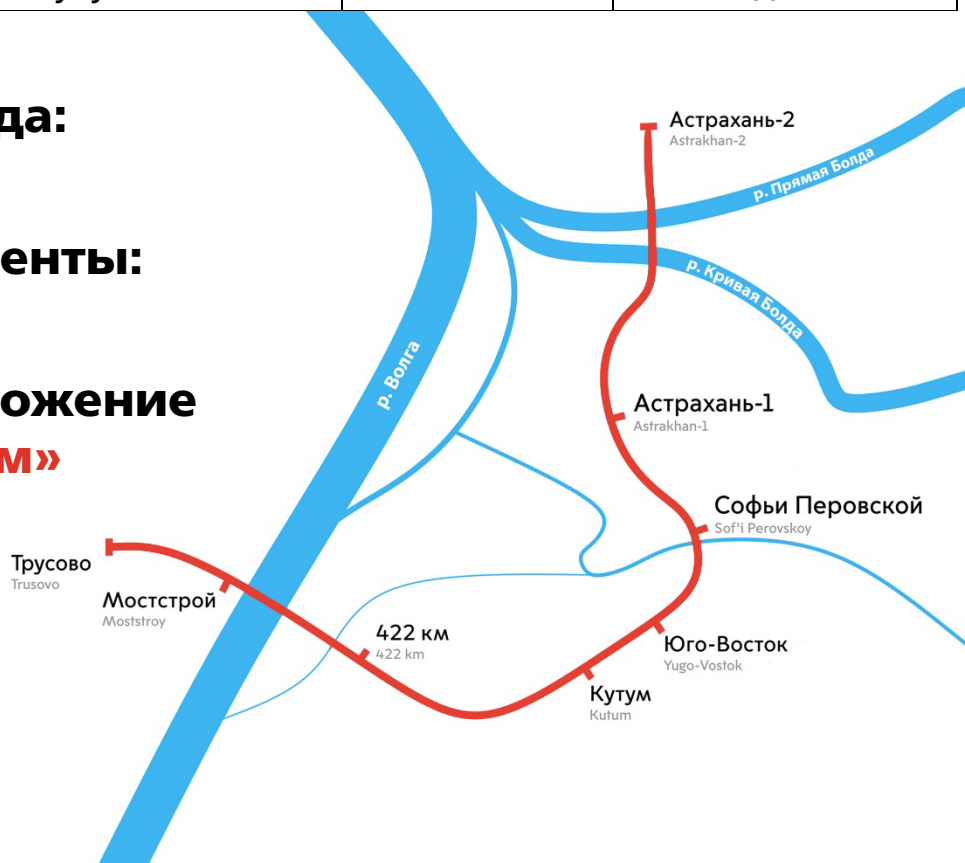 да:
енты:
ожение
м»
Астрахань-2
Astrakhan-2
р. Прямая Болда
р. Кривая Болда
р. Волга
Астрахань-1
Astrakhan-1
Софьи Перовской
Sof'i Perovskoy
Трусово
Trusovo
Мостстрой
Moststroy
422 км
422 km
Юго-Восток
Yugo-Vostok
Кутум
Kutum